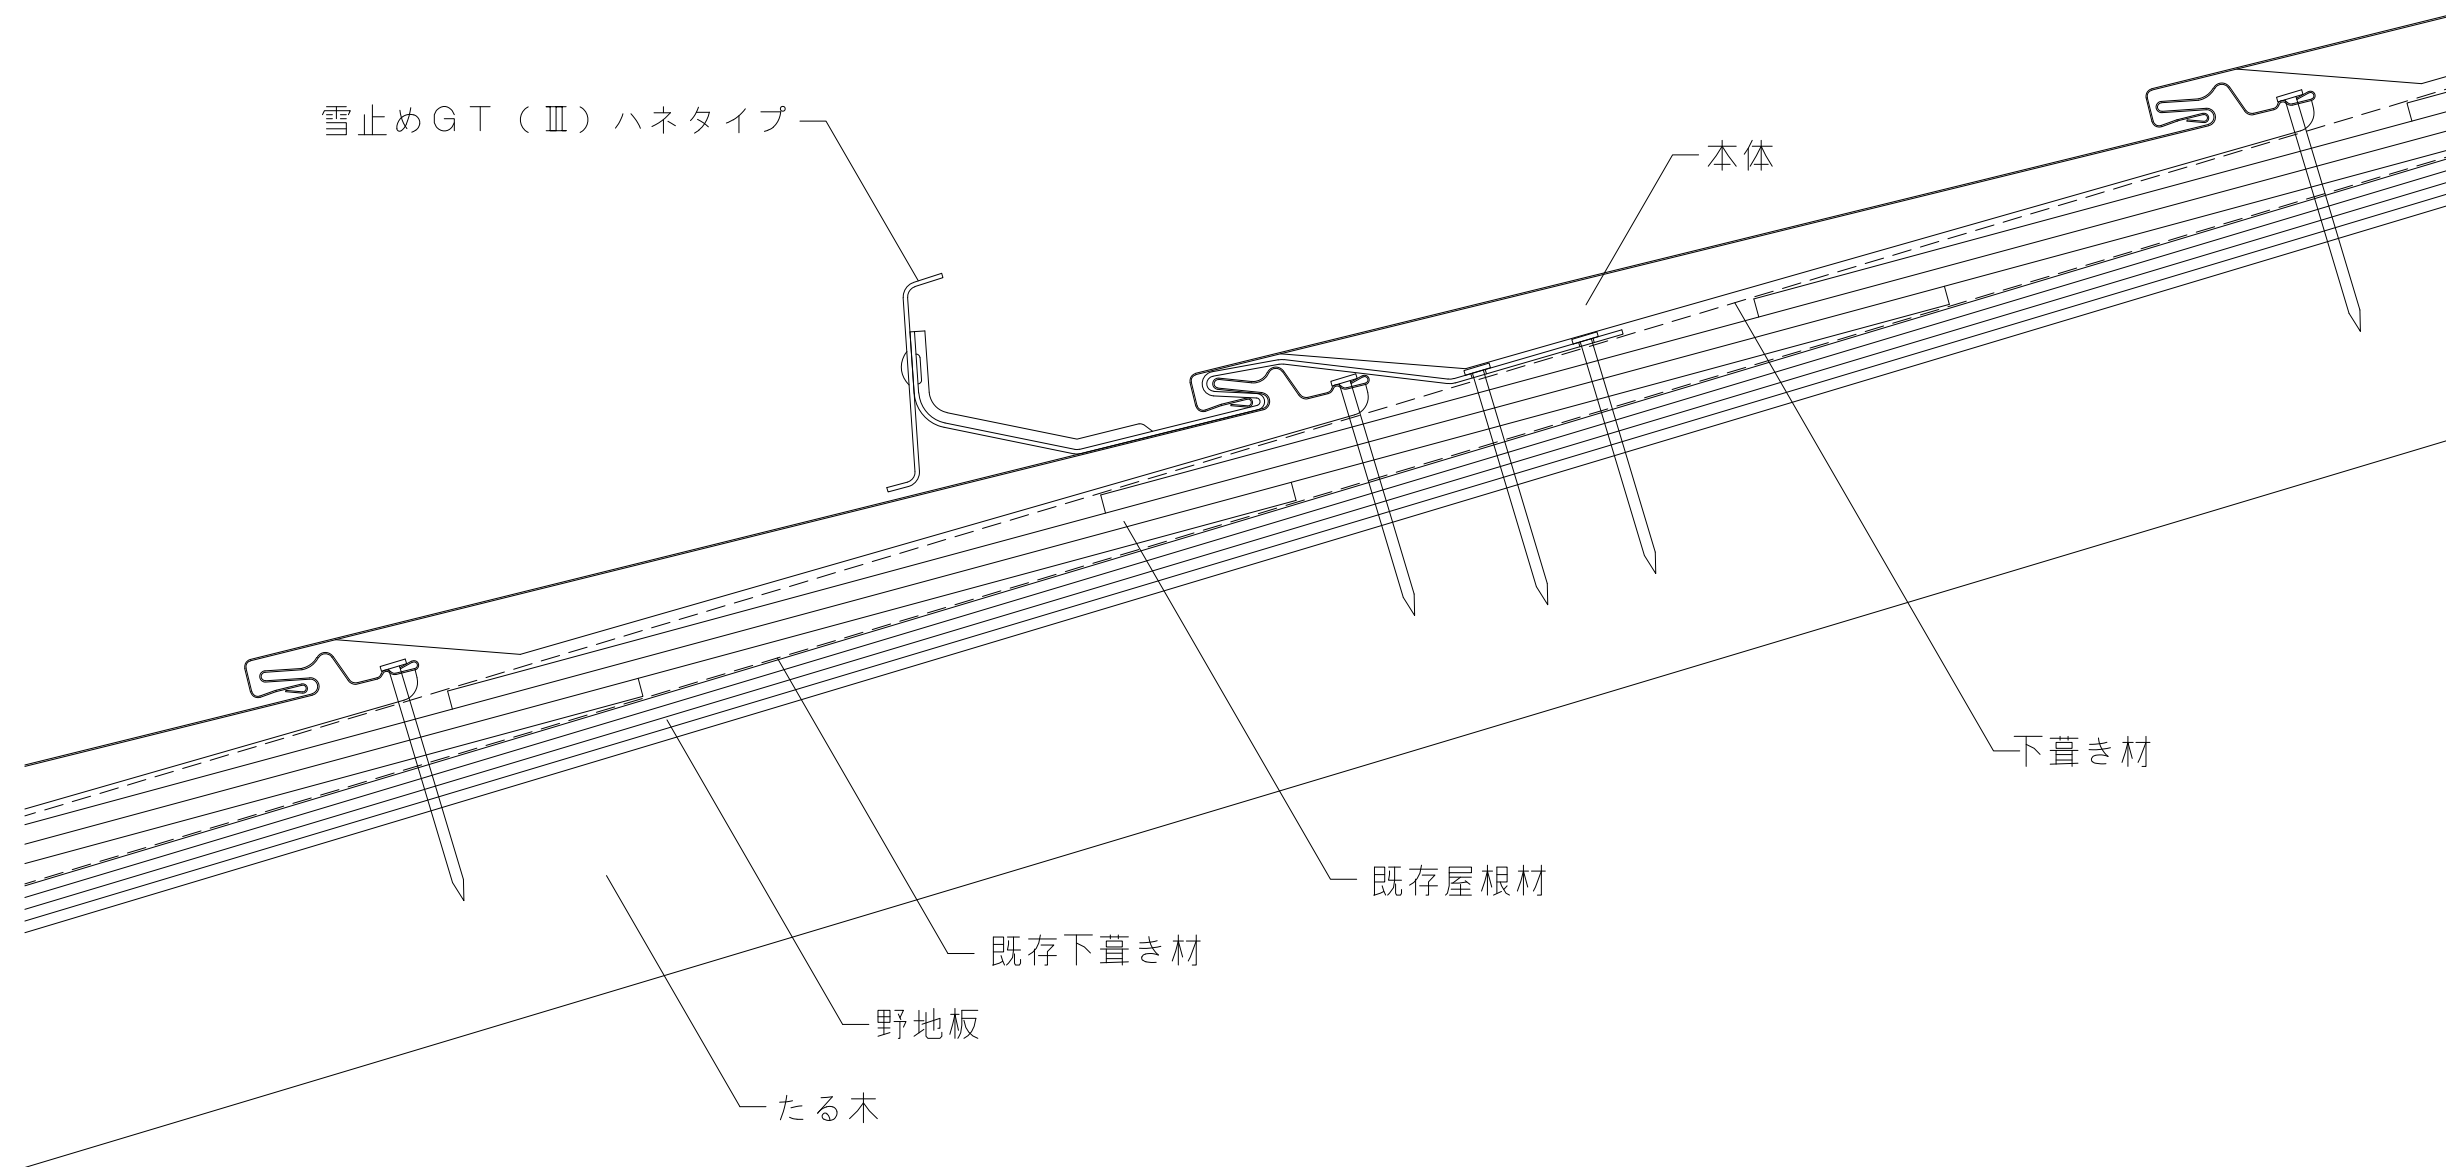 雪止めＧＴ（Ⅲ）ハネタイプ
本体
下葺き材
既存屋根材
既存下葺き材
野地板
たる木